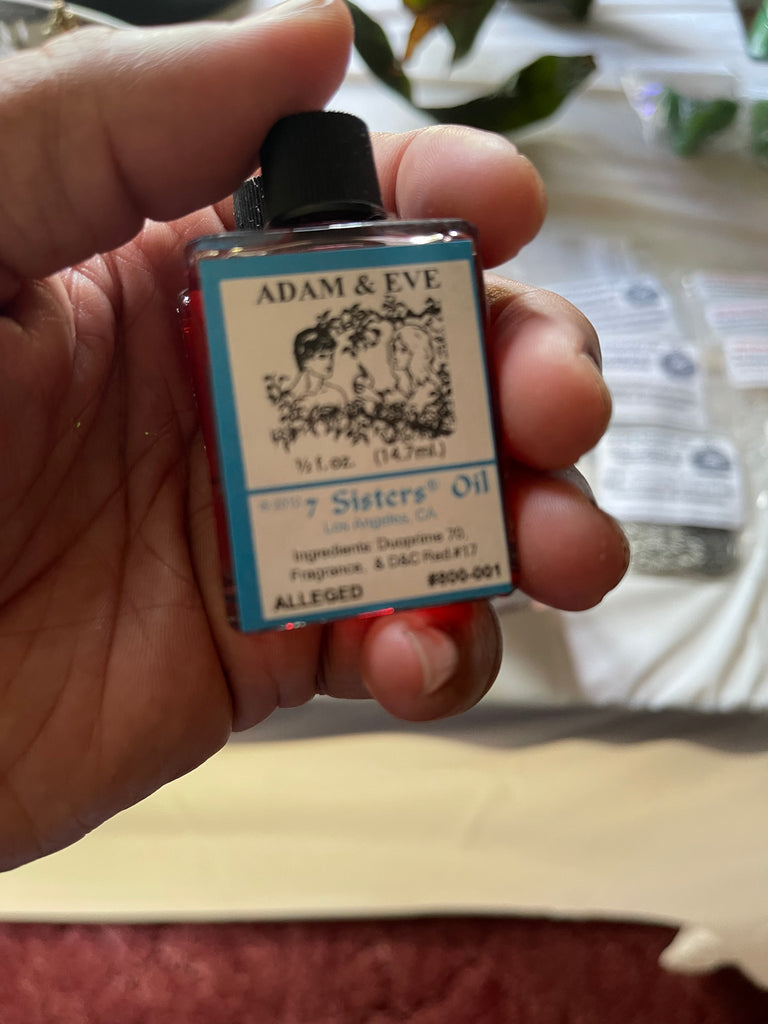 ADAM & EVE
½ f. oz. (14.7ml.)
7 Sisters® Oil
Los Angeles, CA
Ingredients: Duoprime 70,
Fragrance, & D&C Red #17
ALLEGED #800-001